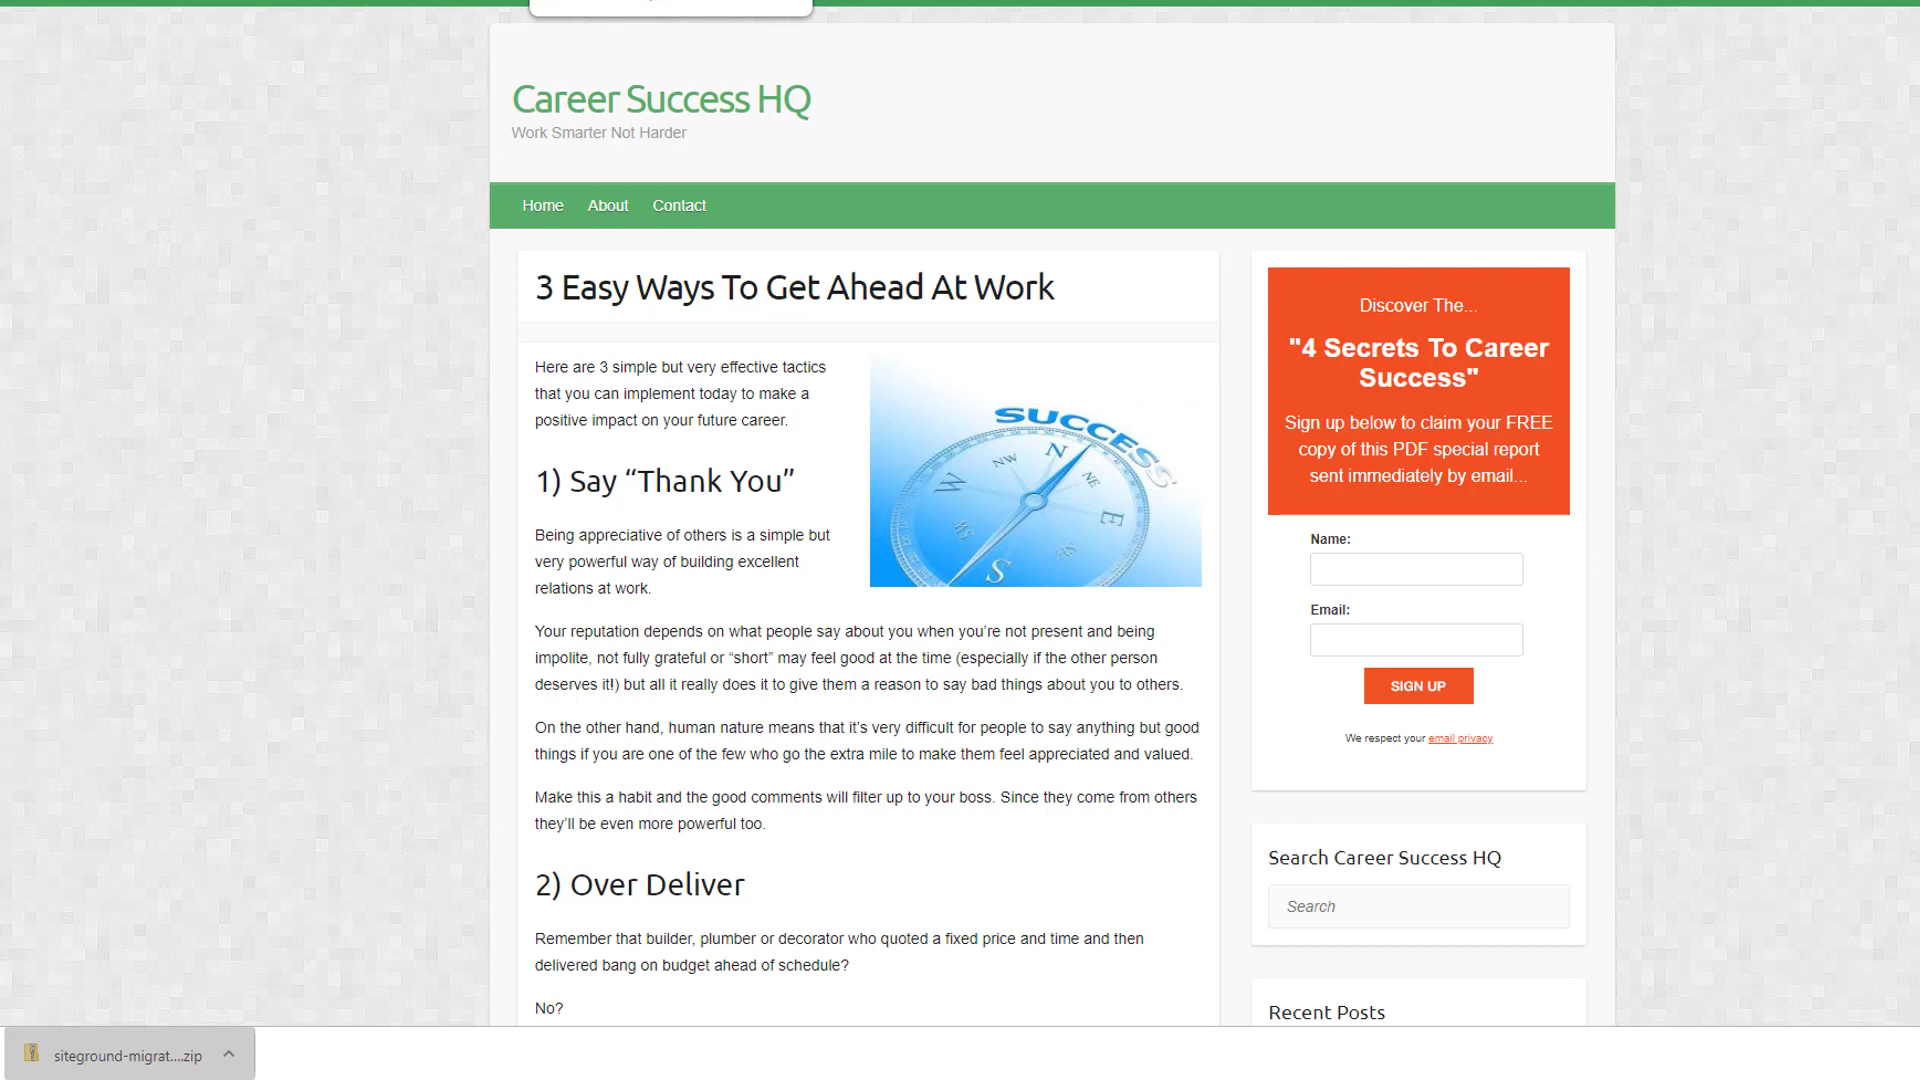 Career Success HQ
Work Smarter Not Harder
Home About Contact
3 Easy Ways To Get Ahead At Work
Here are 3 simple but very effective tactics
that you can implement today to make a
positive impact on your future career.
SUCCESS
N
NW
NE
W
E
SW
SE
S
1) Say “Thank You”
Being appreciative of others is a simple but
very powerful way of building excellent
relations at work.
Your reputation depends on what people say about you when you’re not present and being
impolite, not fully grateful or “short” may feel good at the time (especially if the other person
deserves it!) but all it really does it to give them a reason to say bad things about you to others.
On the other hand, human nature means that it’s very difficult for people to say anything but good
things if you are one of the few who go the extra mile to make them feel appreciated and valued.
Make this a habit and the good comments will filter up to your boss. Since they come from others
they’ll be even more powerful too.
2) Over Deliver
Remember that builder, plumber or decorator who quoted a fixed price and time and then
delivered bang on budget ahead of schedule?
No?
Discover The...
"4 Secrets To Career
Success"
Sign up below to claim your FREE
copy of this PDF special report
sent immediately by email...
Name:
Email:
SIGN UP
We respect your email privacy
Search Career Success HQ
Search
Recent Posts
siteground-migrat....zip